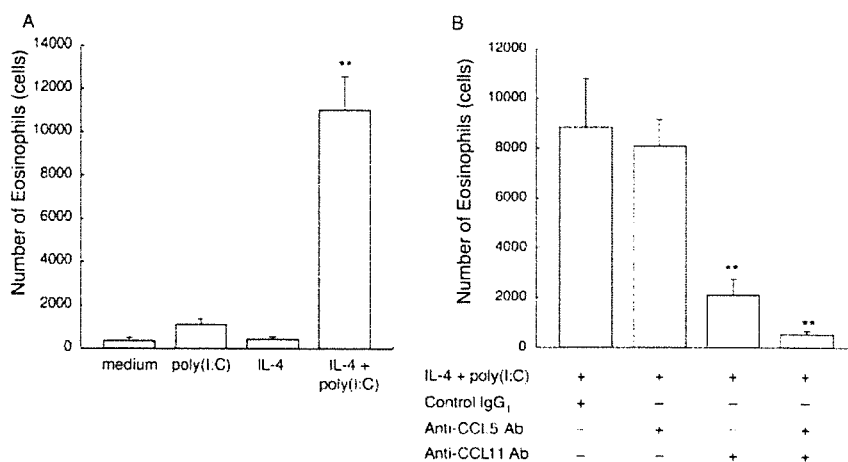 A
Number of Eosinophils (cells)
14000
12000
10000
8000
6000
4000
2000
0
**
medium poly(I:C) IL-4 IL-4 +
poly(I:C)
B
Number of Eosinophils (cells)
12000
10000
8000
6000
4000
2000
0
**
**
IL-4 + poly(I:C) + + + +
Control IgG1 + – – –
Anti-CCL5 Ab – + – +
Anti-CCL11 Ab – – + +